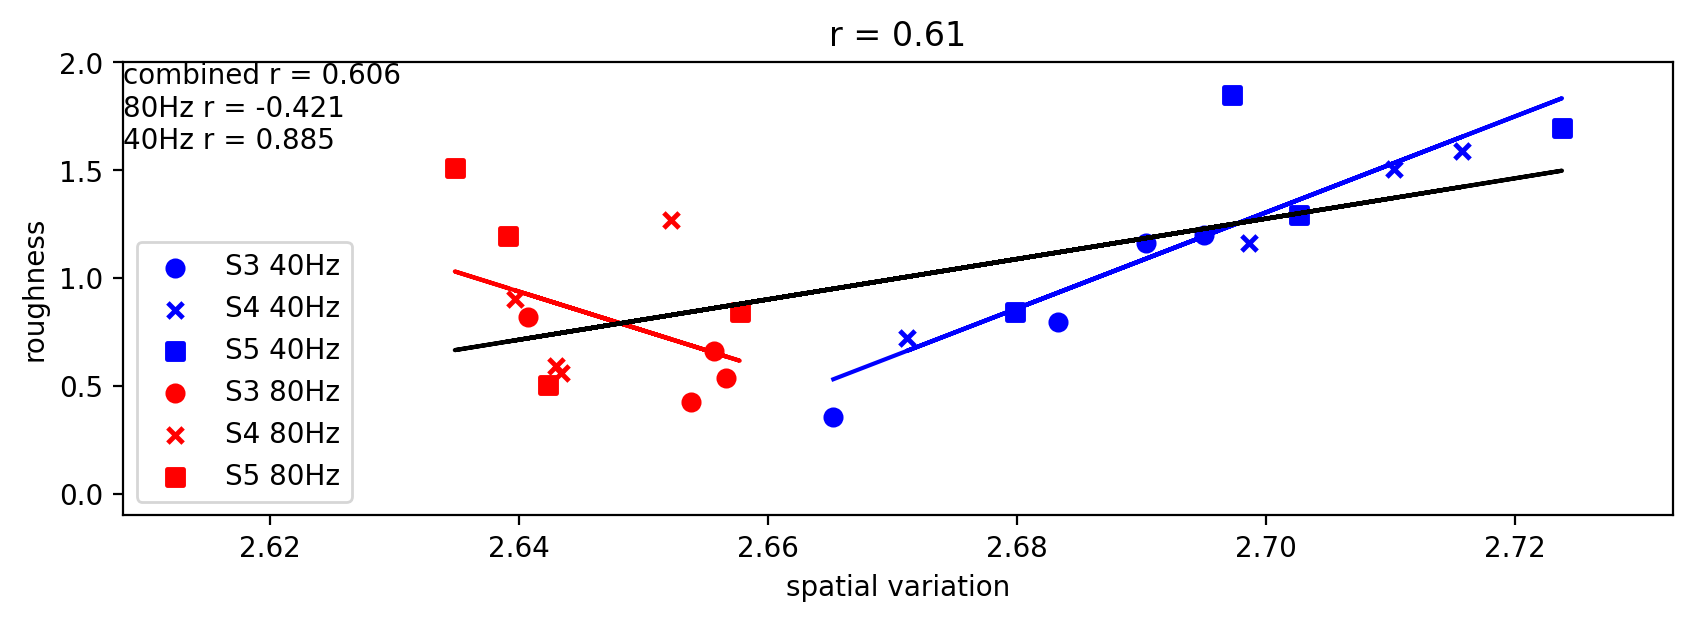 r = 0.61
combined r = 0.606
80Hz r = -0.421
40Hz r = 0.885
2.0
1.5
1.0
0.5
0.0
roughness
S3 40Hz
S4 40Hz
S5 40Hz
S3 80Hz
S4 80Hz
S5 80Hz
2.62 2.64 2.66 2.68 2.70 2.72
spatial variation